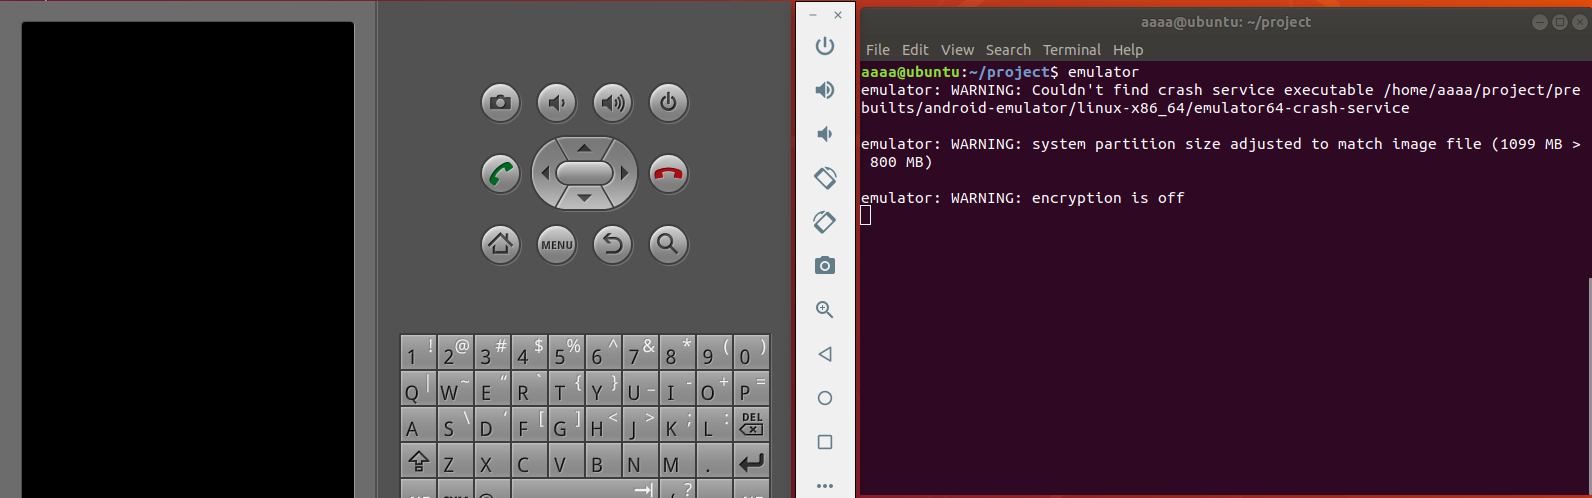 MENU
1 ! 2 @ 3 # 4 $ 5 % 6 ^ 7 & 8 * 9 ( 0 )
Q | W ~ E “ R ` T { Y } U _ I - O + P =
A S \ D ‘ F [ G ] H < J > K ; L : DEL
Z X C V B N M .
/ ?
aaaa@ubuntu: ~/project
File Edit View Search Terminal Help
aaaa@ubuntu:~/project$ emulator
emulator: WARNING: Couldn't find crash service executable /home/aaaa/project/pre
builts/android-emulator/linux-x86_64/emulator64-crash-service
emulator: WARNING: system partition size adjusted to match image file (1099 MB >
800 MB)
emulator: WARNING: encryption is off